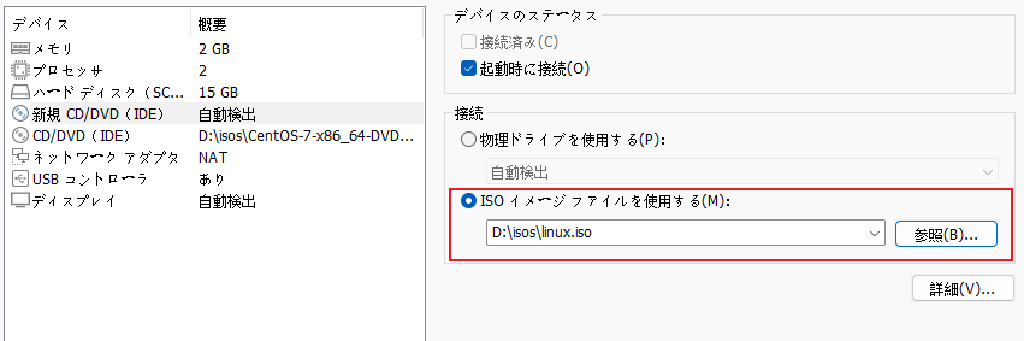 デバイス 概要
メモリ 2 GB
プロセッサ 2
ハード ディスク（SC... 15 GB
新規 CD/DVD（IDE） 自動検出
CD/DVD（IDE） D:\isos\CentOS-7-x86_64-DVD...
ネットワーク アダプタ NAT
USB コントローラ あり
ディスプレイ 自動検出
デバイスのステータス
接続済み(C)
起動時に接続(O)
接続
物理ドライブを使用する(P):
自動検出
ISO イメージ ファイルを使用する(M):
D:\isos\linux.iso
参照(B)...
詳細(V)...